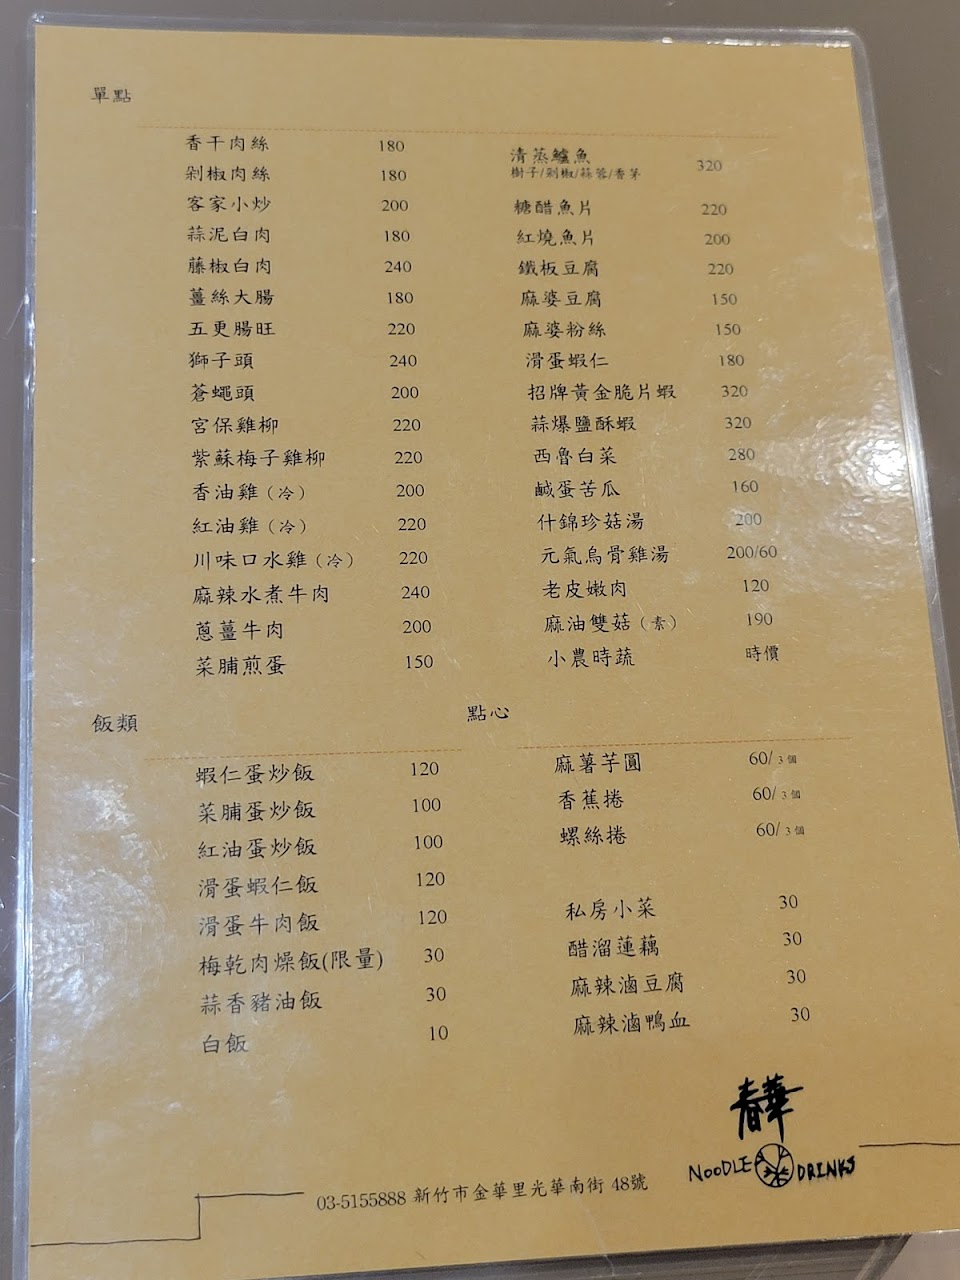 單點
香干肉絲 180
剁椒肉絲 180
客家小炒 200
蒜泥白肉 180
藤椒白肉 240
薑絲大腸 180
五更腸旺 220
獅子頭 240
蒼蠅頭 200
宮保雞柳 220
紫蘇梅子雞柳 220
香油雞（冷） 200
紅油雞（冷） 220
川味口水雞（冷） 220
麻辣水煮牛肉 240
蔥薑牛肉 200
菜脯煎蛋 150
清蒸鱸魚 320
樹子/剁椒/蒜蓉/香茅
糖醋魚片 220
紅燒魚片 200
鐵板豆腐 220
麻婆豆腐 150
麻婆粉絲 150
滑蛋蝦仁 180
招牌黃金脆片蝦 320
蒜爆鹽酥蝦 320
西魯白菜 280
鹹蛋苦瓜 160
什錦珍菇湯 200
元氣烏骨雞湯 200/60
老皮嫩肉 120
麻油雙菇（素） 190
小農時蔬 時價
飯類
蝦仁蛋炒飯 120
菜脯蛋炒飯 100
紅油蛋炒飯 100
滑蛋蝦仁飯 120
滑蛋牛肉飯 120
梅乾肉燥飯(限量) 30
蒜香豬油飯 30
白飯 10
點心
麻薯芋圓 60/ 3個
香蕉捲 60/ 3個
螺絲捲 60/ 3個
私房小菜 30
醋溜蓮藕 30
麻辣滷豆腐 30
麻辣滷鴨血 30
春華
NOODLE DRINKS
03-5155888 新竹市金華里光華南街 48號